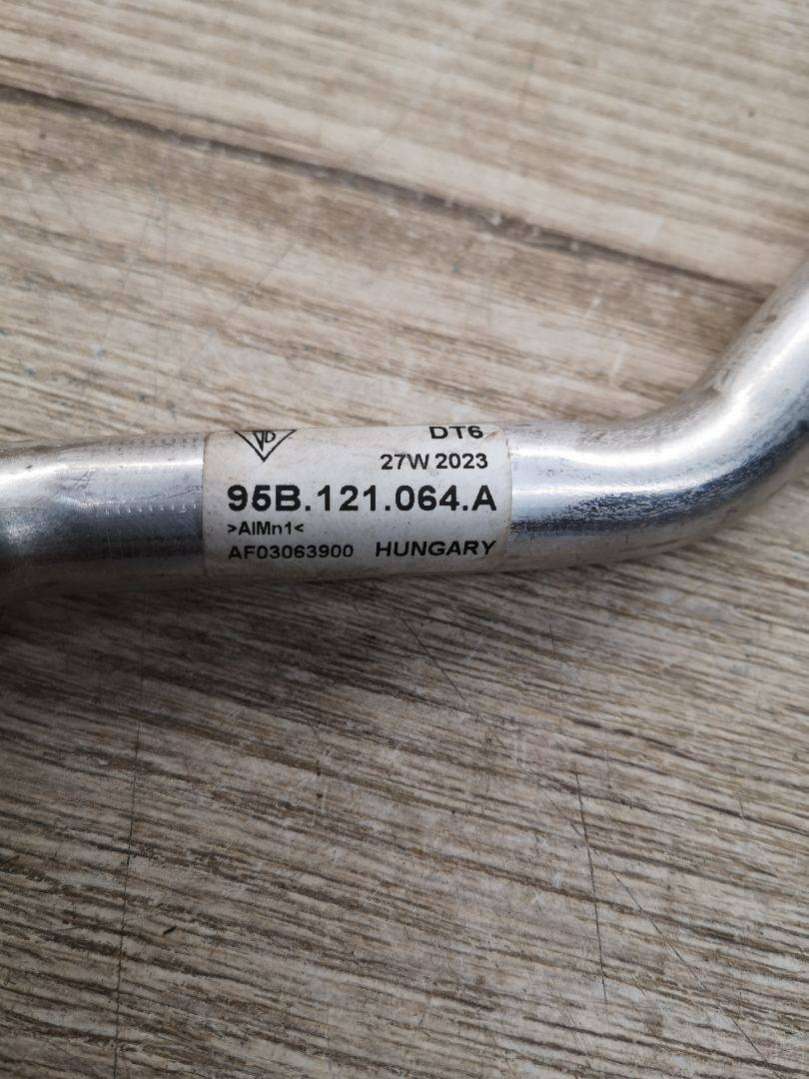 DT6
27W 2023
95B.121.064.A
>AlMn1<
AF03063900 HUNGARY